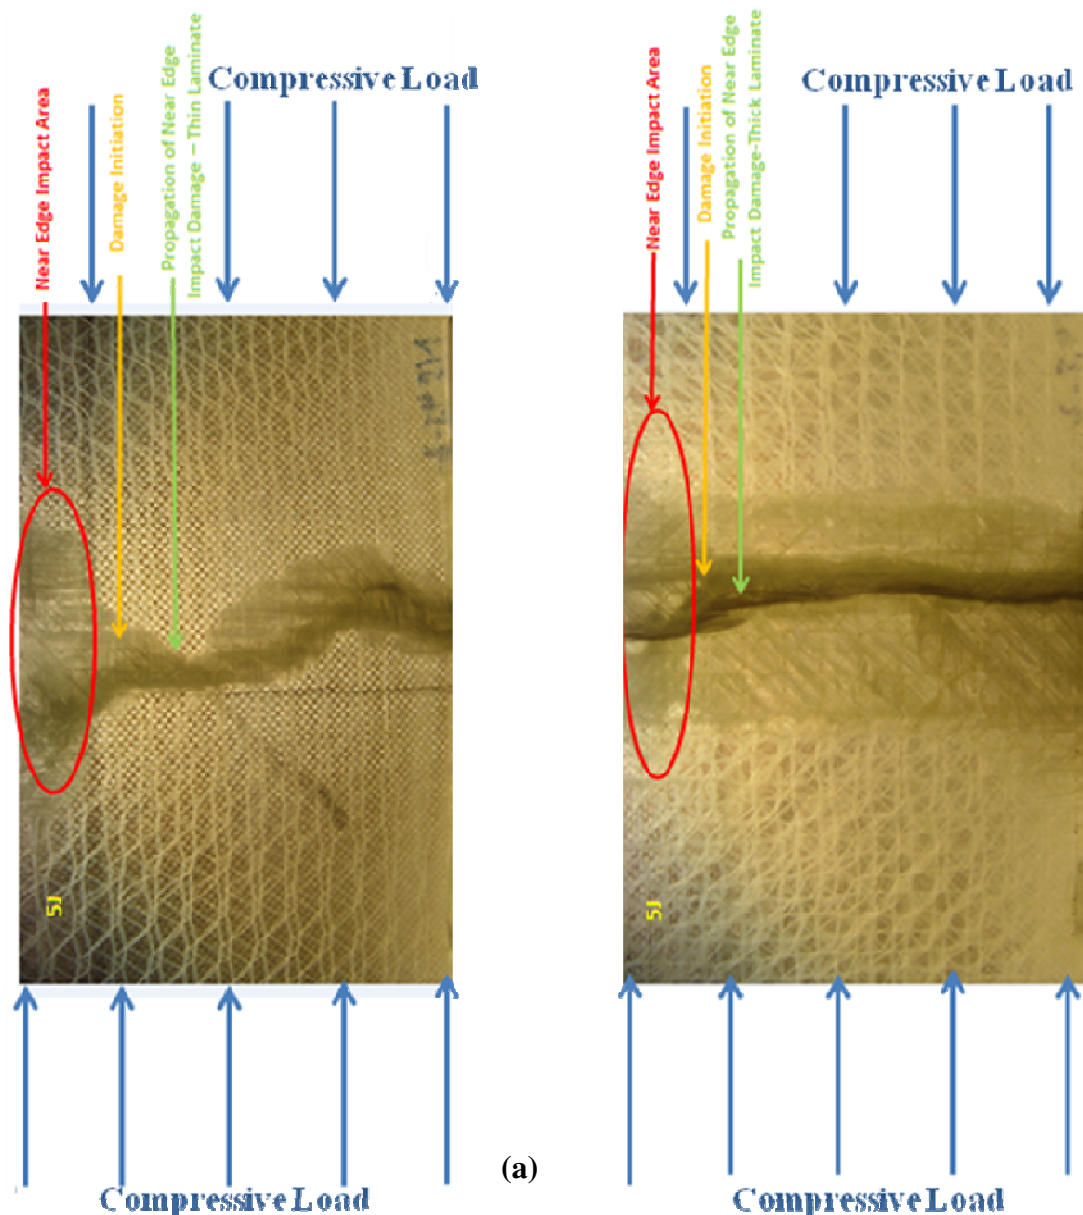 Compressive Load
Near Edge Impact Area
Damage Initiation
Propagation of Near Edge
Impact Damage – Thin Laminate
5J
Compressive Load
Compressive Load
Near Edge Impact Area
Damage Initiation
Propagation of Near Edge
Impact Damage-Thick Laminate
5J
Compressive Load
(a)